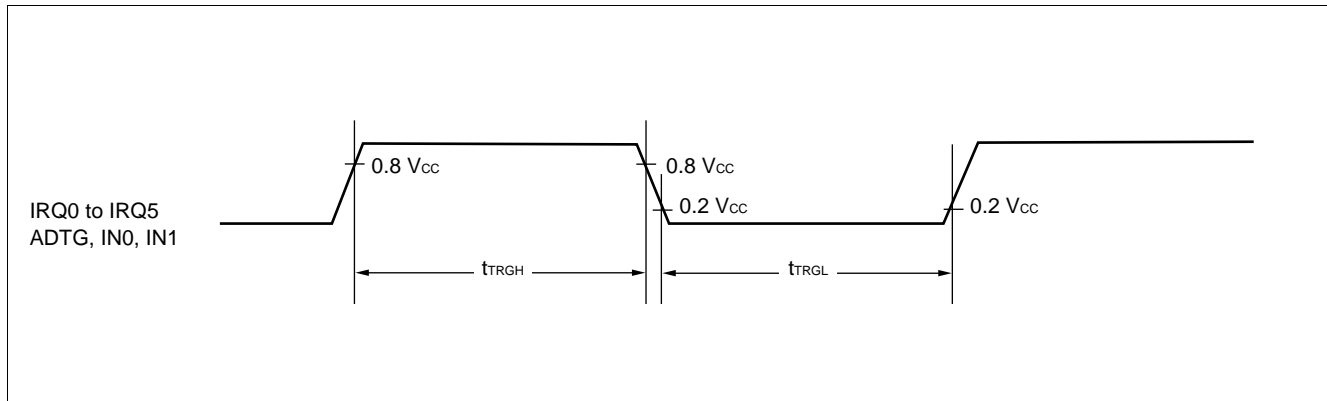 0.8 Vcc
0.8 Vcc
IRQ0 to IRQ5
ADTG, IN0, IN1
0.2 Vcc
0.2 Vcc
tTRGH
tTRGL